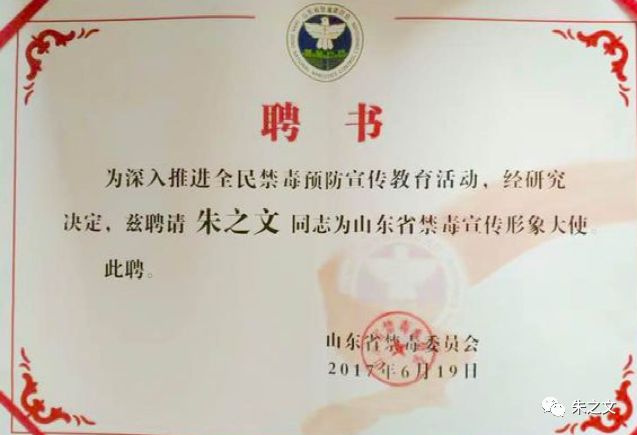 聘书
为深入推进全民禁毒预防宣传教育活动，经研究
决定，兹聘请 朱之文 同志为山东省禁毒宣传形象大使。
此聘。
山东省禁毒委员会
2017年6月19日
朱之文